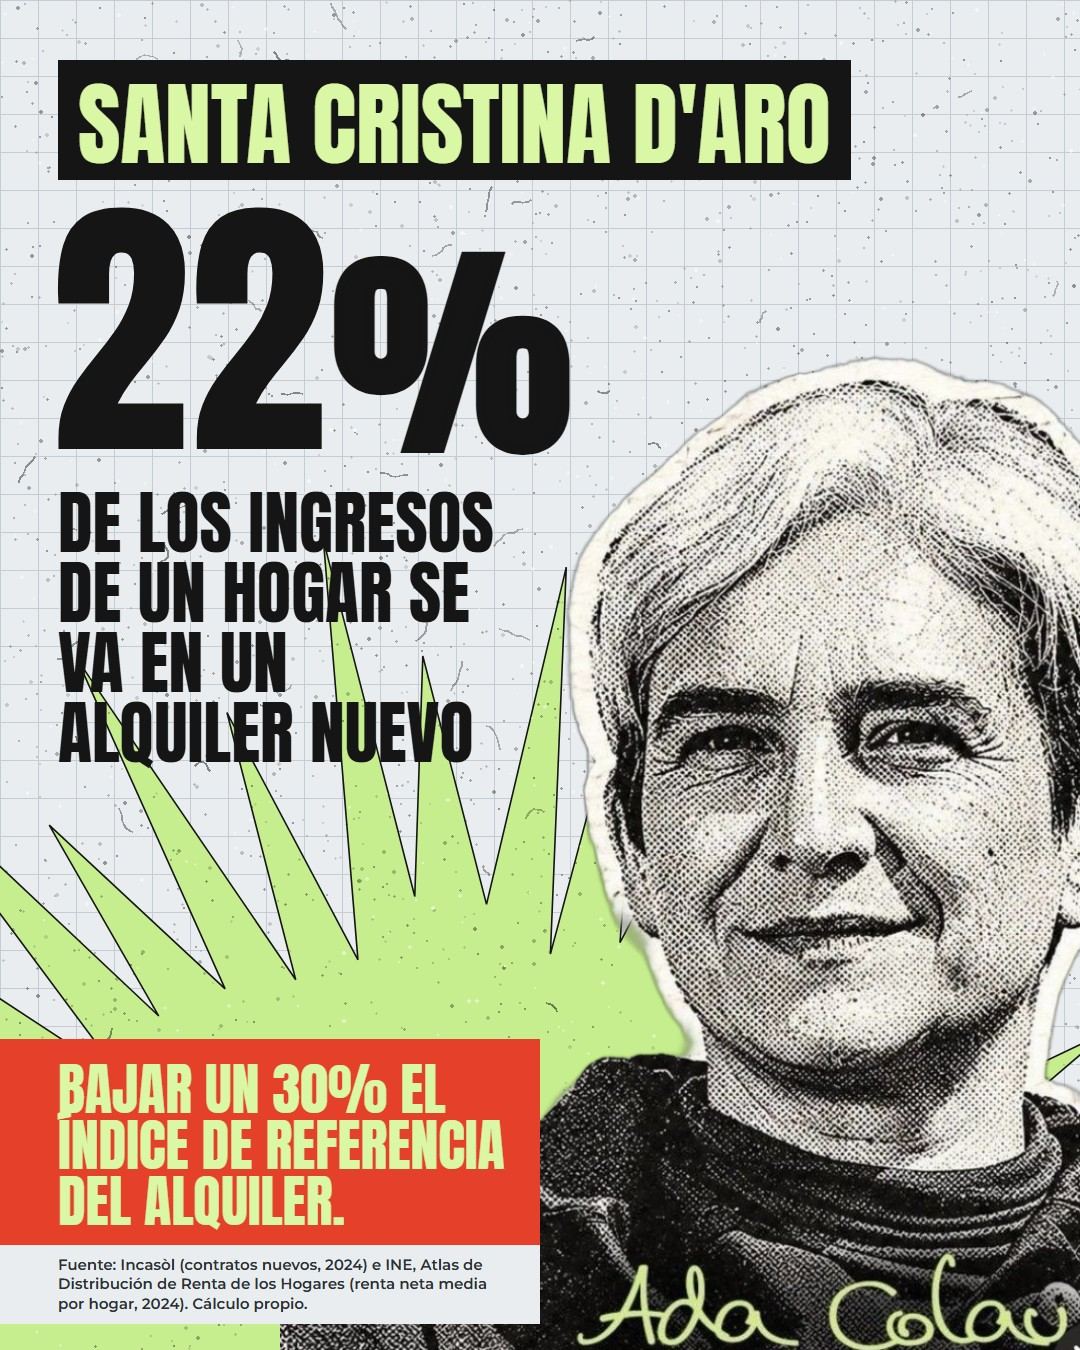 SANTA CRISTINA D'ARO
22%
DE LOS INGRESOS
DE UN HOGAR SE
VA EN UN
ALQUILER NUEVO
BAJAR UN 30% EL
ÍNDICE DE REFERENCIA
DEL ALQUILER.
Fuente: Incasòl (contratos nuevos, 2024) e INE, Atlas de
Distribución de Renta de los Hogares (renta neta media
por hogar, 2024). Cálculo propio.
Ada Colau